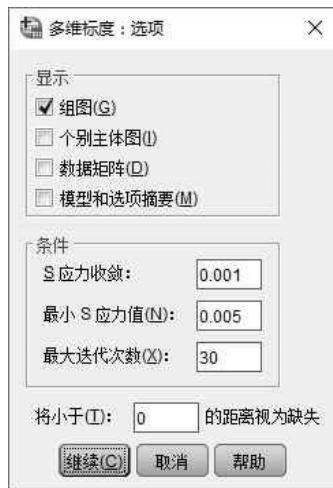 多维标度：选项
显示
组图(G)
个别主体图(I)
数据矩阵(D)
模型和选项摘要(M)
条件
S应力收敛： 0.001
最小S应力值(N)： 0.005
最大迭代次数(X)： 30
将小于(T)： 0 的距离视为缺失
继续(C) 取消 帮助